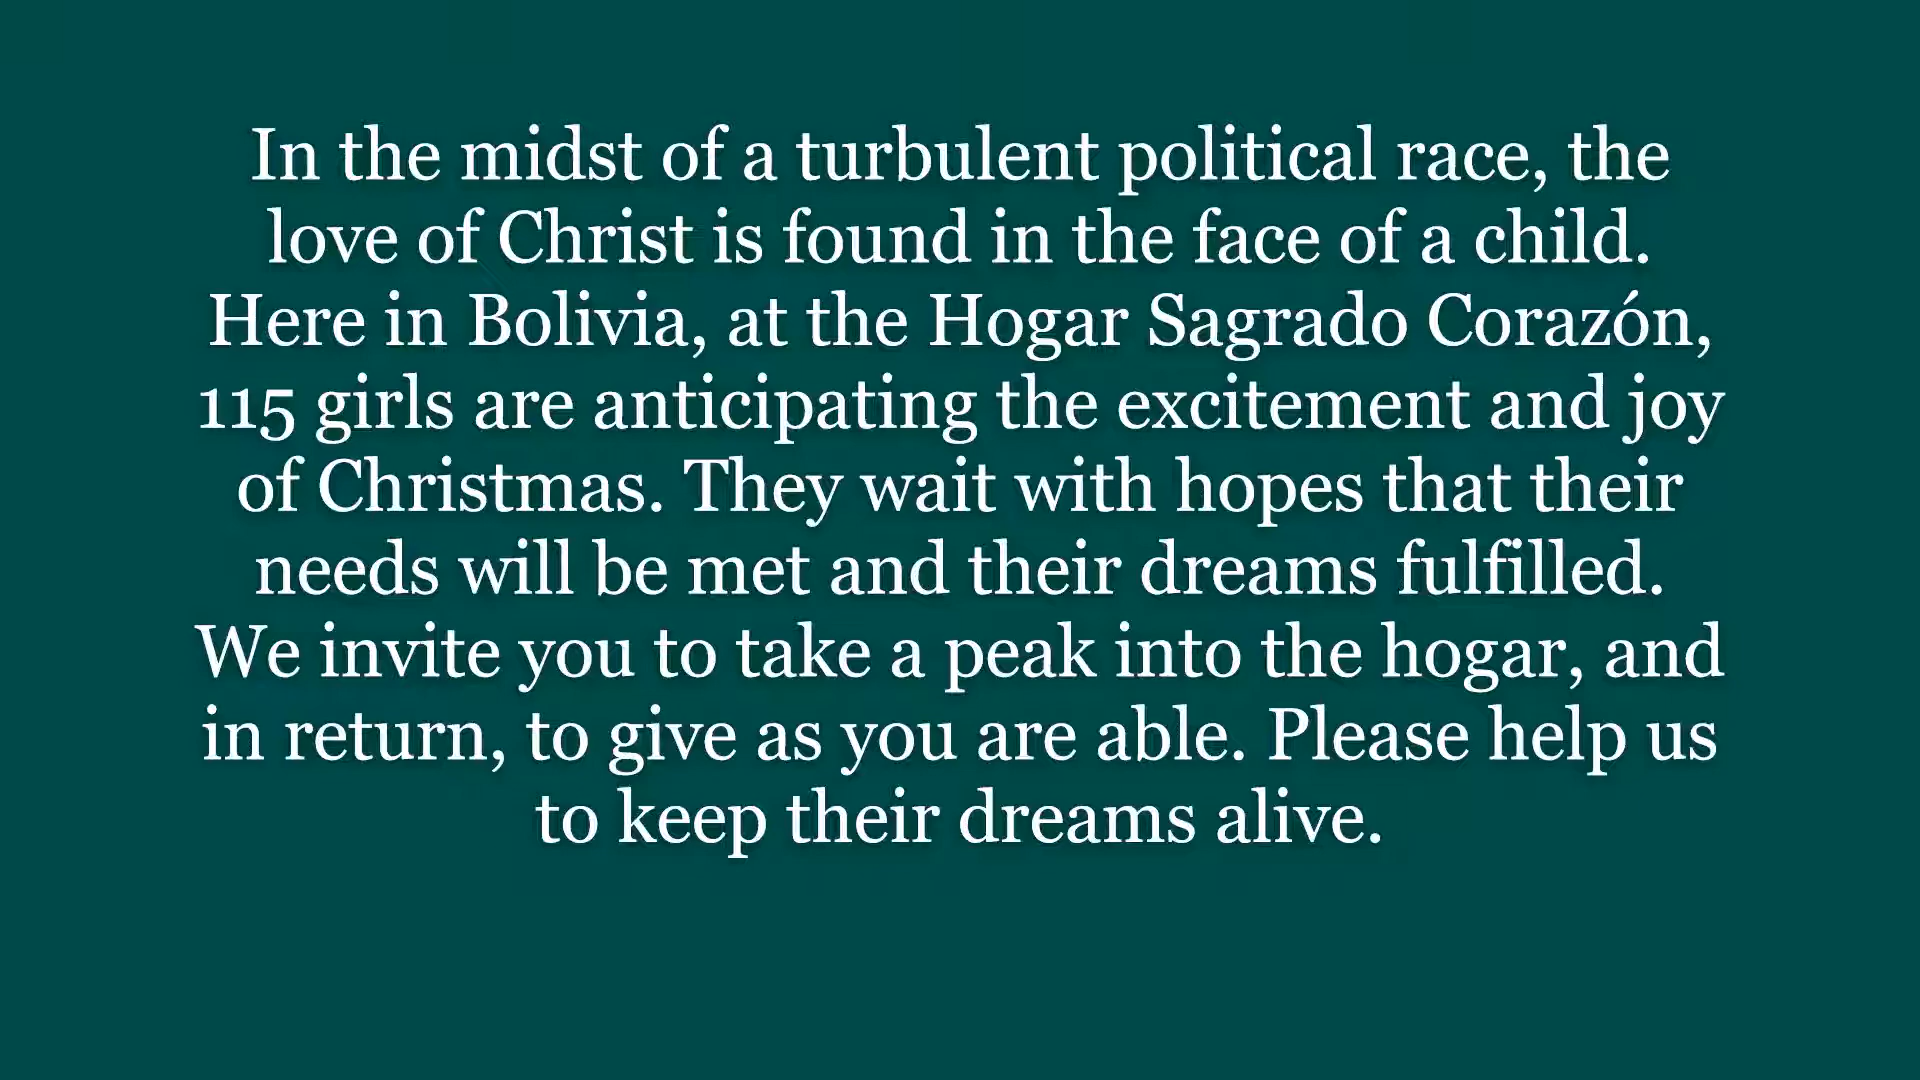 In the midst of a turbulent political race, the
love of Christ is found in the face of a child.
Here in Bolivia, at the Hogar Sagrado Corazón,
115 girls are anticipating the excitement and joy
of Christmas. They wait with hopes that their
needs will be met and their dreams fulfilled.
We invite you to take a peak into the hogar, and
in return, to give as you are able. Please help us
to keep their dreams alive.